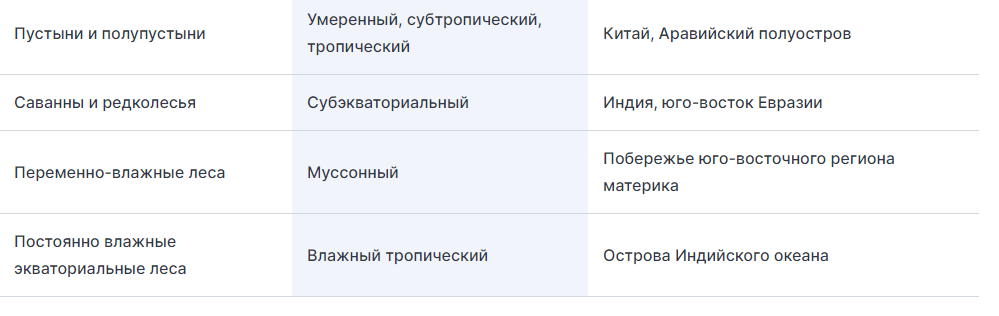 Пустыни и полупустыни
Умеренный, субтропический,
тропический
Китай, Аравийский полуостров
Саванны и редколесья
Субэкваториальный
Индия, юго-восток Евразии
Переменно-влажные леса
Муссонный
Побережье юго-восточного региона
материка
Постоянно влажные
экваториальные леса
Влажный тропический
Острова Индийского океана